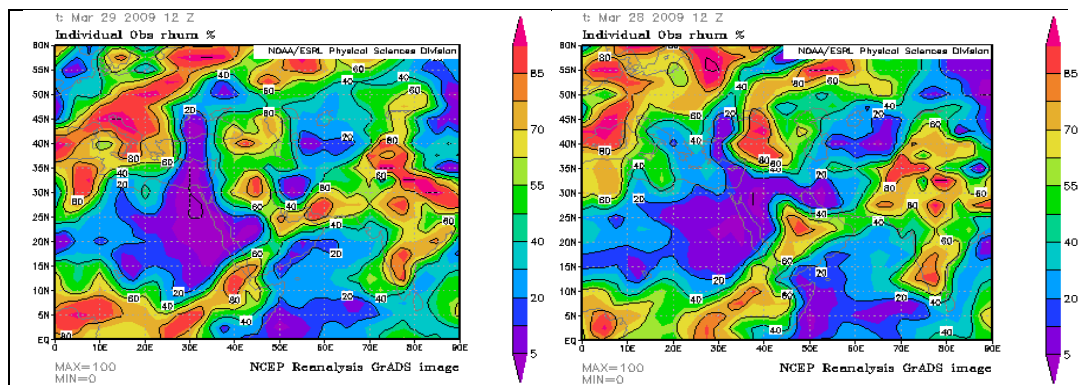 t: Mar 29 2009 12 Z
Individual Obs rhum %
NOAA/ESRL Physical Sciences Division
80N
55N
50N
45N
40N
35N
30N
25N
20N
15N
10N
5N
EQ
0 10E 20E 30E 40E 50E 60E 70E 80E 90E
MAX=100
MIN=0
NCEP Reanalysis GrADS image
85
70
55
40
20
5
t: Mar 28 2009 12 Z
Individual Obs rhum %
NOAA/ESRL Physical Sciences Division
80N
55N
50N
45N
40N
35N
30N
25N
20N
15N
10N
5N
EQ
0 10E 20E 30E 40E 50E 60E 70E 80E 90E
MAX=100
MIN=0
NCEP Reanalysis GrADS image
85
70
55
40
20
5